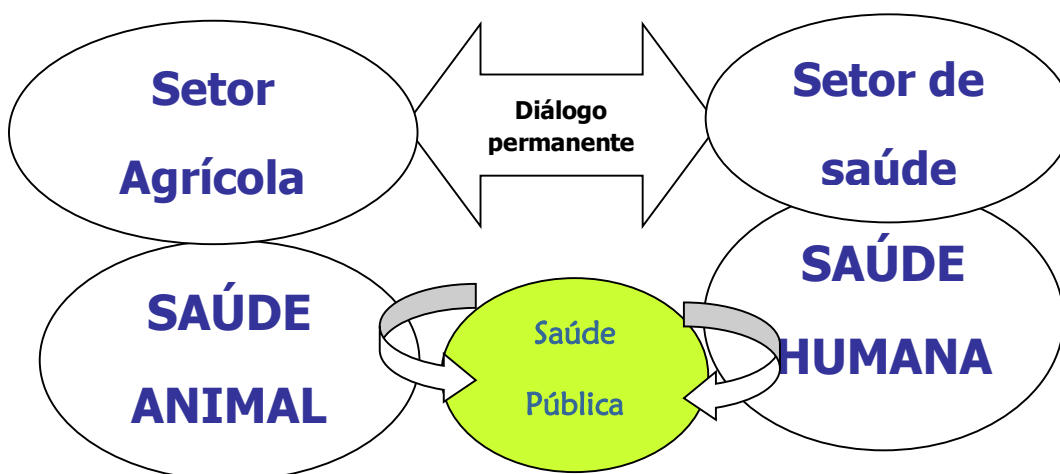 Setor
Agrícola
Diálogo
permanente
Setor de
saúde
SAÚDE
ANIMAL
Saúde
Pública
SAÚDE
HUMANA